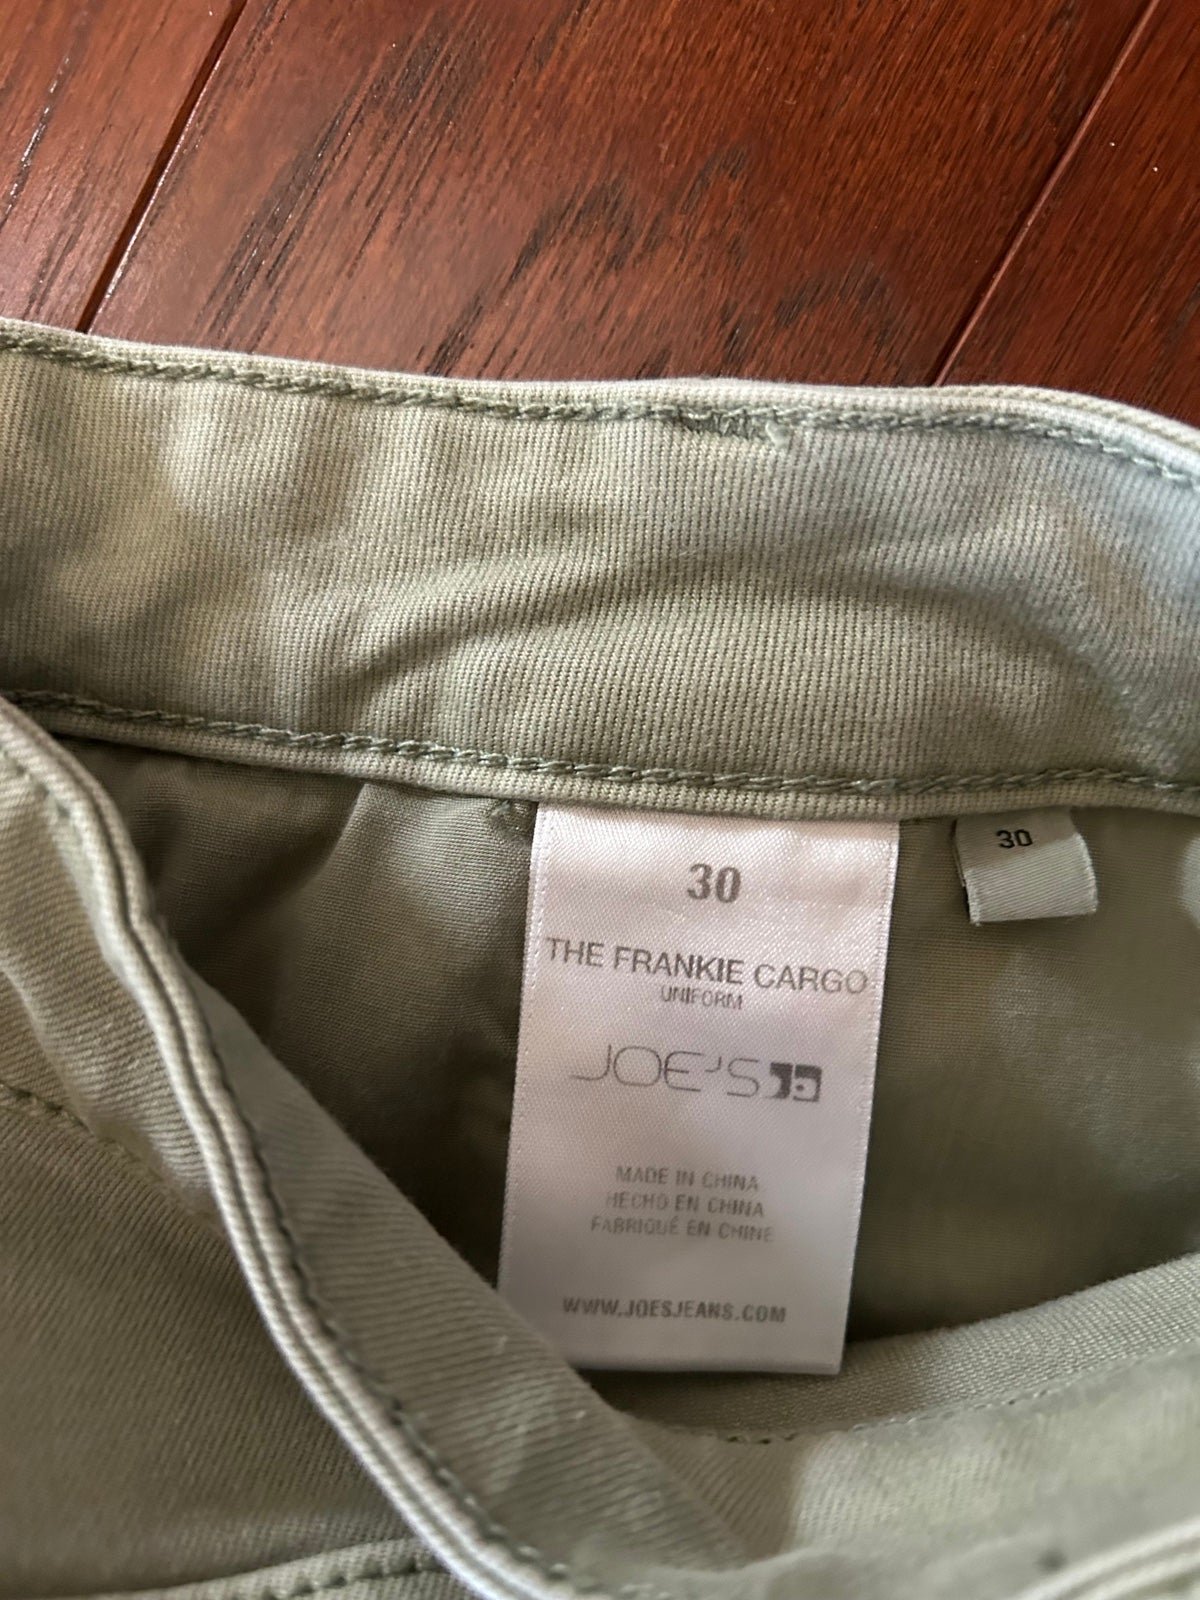 30
30
THE FRANKIE CARGO
UNIFORM
JOE'S
MADE IN CHINA
HECHO EN CHINA
FABRIQUÉ EN CHINE
WWW.JOESJEANS.COM